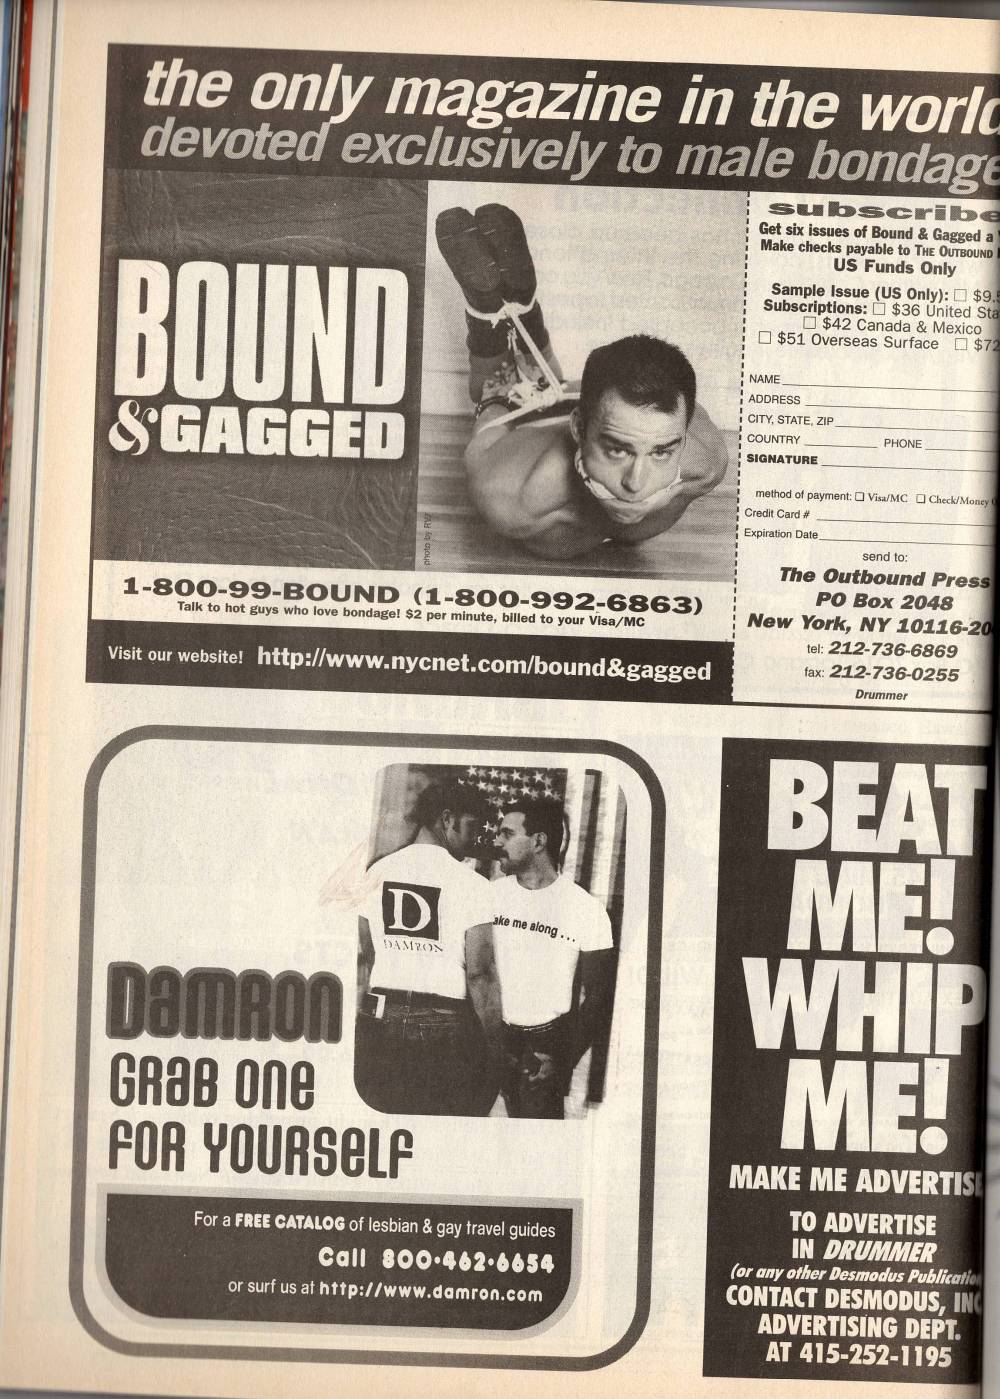 the only magazine in the world
devoted exclusively to male bondage
BOUND
&GAGGED
photo by RVJ
1-800-99-BOUND (1-800-992-6863)
Talk to hot guys who love bondage! $2 per minute, billed to your Visa/MC
Visit our website! http://www.nycnet.com/bound&gagged
subscribe
Get six issues of Bound & Gagged a
Make checks payable to THE OUTBOUND
US Funds Only
Sample Issue (US Only): ☐ $9.
Subscriptions: ☐ $36 United Sta
☐ $42 Canada & Mexico
☐ $51 Overseas Surface ☐ $72
NAME
ADDRESS
CITY, STATE, ZIP
COUNTRY PHONE
SIGNATURE
method of payment: ☐ Visa/MC ☐ Check/Money
Credit Card #
Expiration Date
send to:
The Outbound Press
PO Box 2048
New York, NY 10116-20
tel: 212-736-6869
fax: 212-736-0255
Drummer
D
DAMRON
ake me along . . .
DAMRON
GRAB ONE
FOR YOURSELF
For a FREE CATALOG of lesbian & gay travel guides
Call 800·462·6654
or surf us at http://www.damron.com
BEAT
ME!
WHIP
ME!
MAKE ME ADVERTISE
TO ADVERTISE
IN DRUMMER
(or any other Desmodus Publicatio
CONTACT DESMODUS, INC
ADVERTISING DEPT.
AT 415-252-1195